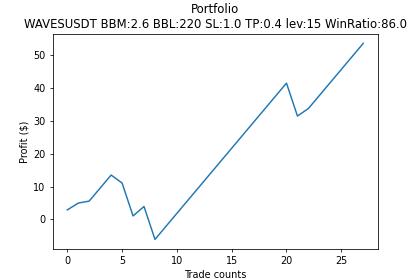 Portfolio
WAVESUSDT BBM:2.6 BBL:220 SL:1.0 TP:0.4 lev:15 WinRatio:86.0
Profit ($)
50
40
30
20
10
0
0 5 10 15 20 25
Trade counts